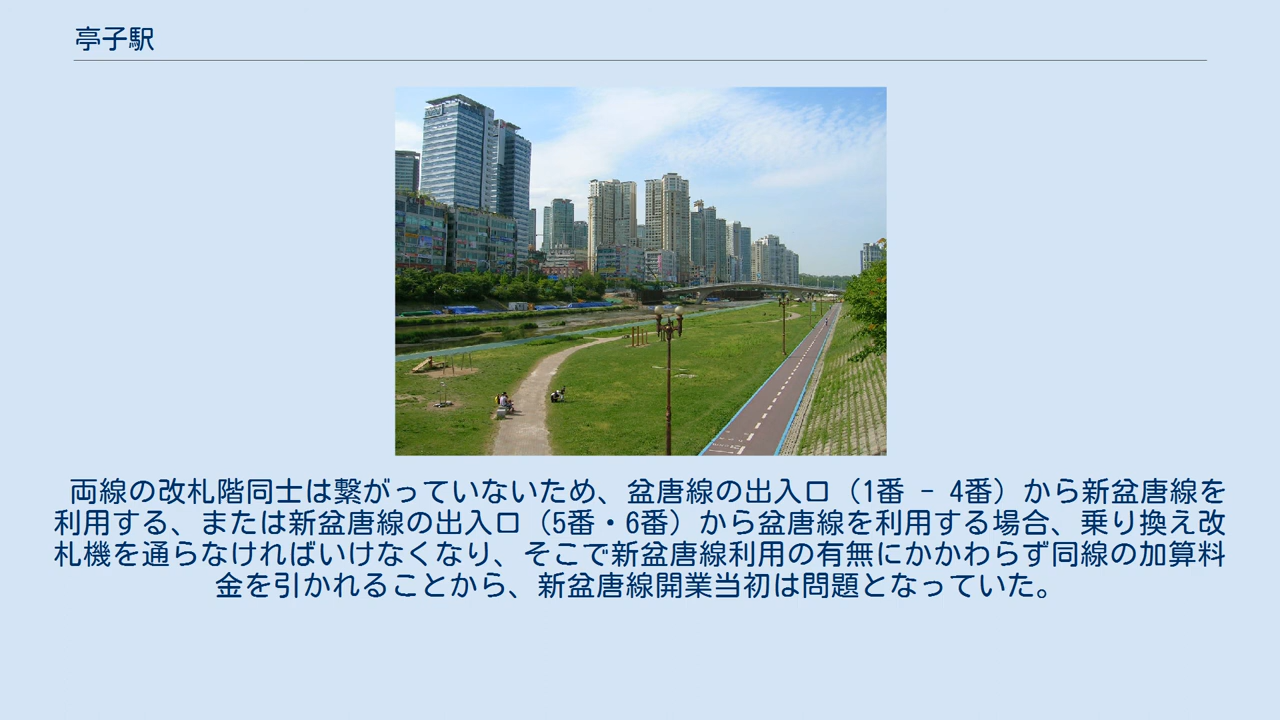 亭子駅
両線の改札階同士は繋がっていないため、盆唐線の出入口（1番 - 4番）から新盆唐線を
利用する、または新盆唐線の出入口（5番・6番）から盆唐線を利用する場合、乗り換え改
札機を通らなければいけなくなり、そこで新盆唐線利用の有無にかかわらず同線の加算料
金を引かれることから、新盆唐線開業当初は問題となっていた。